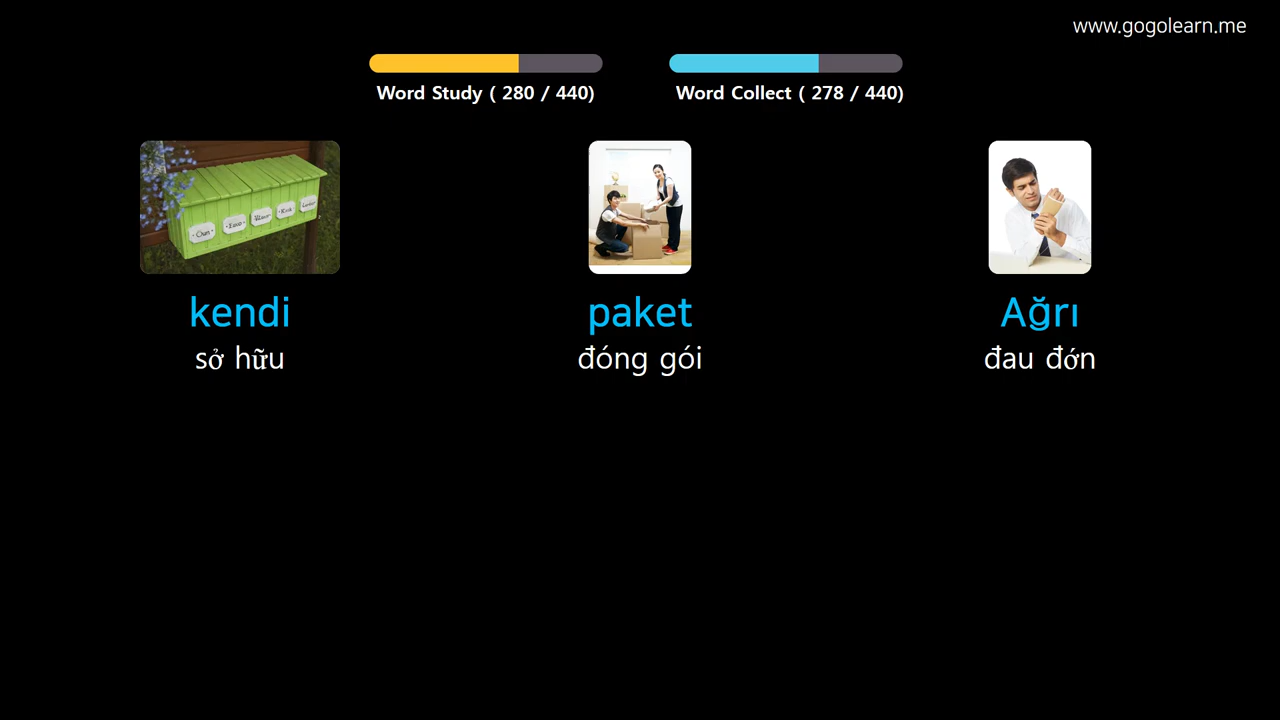 www.gogolearn.me
Word Study ( 280 / 440)
Word Collect ( 278 / 440)
kendi
sở hữu
paket
đóng gói
Ağrı
đau đớn